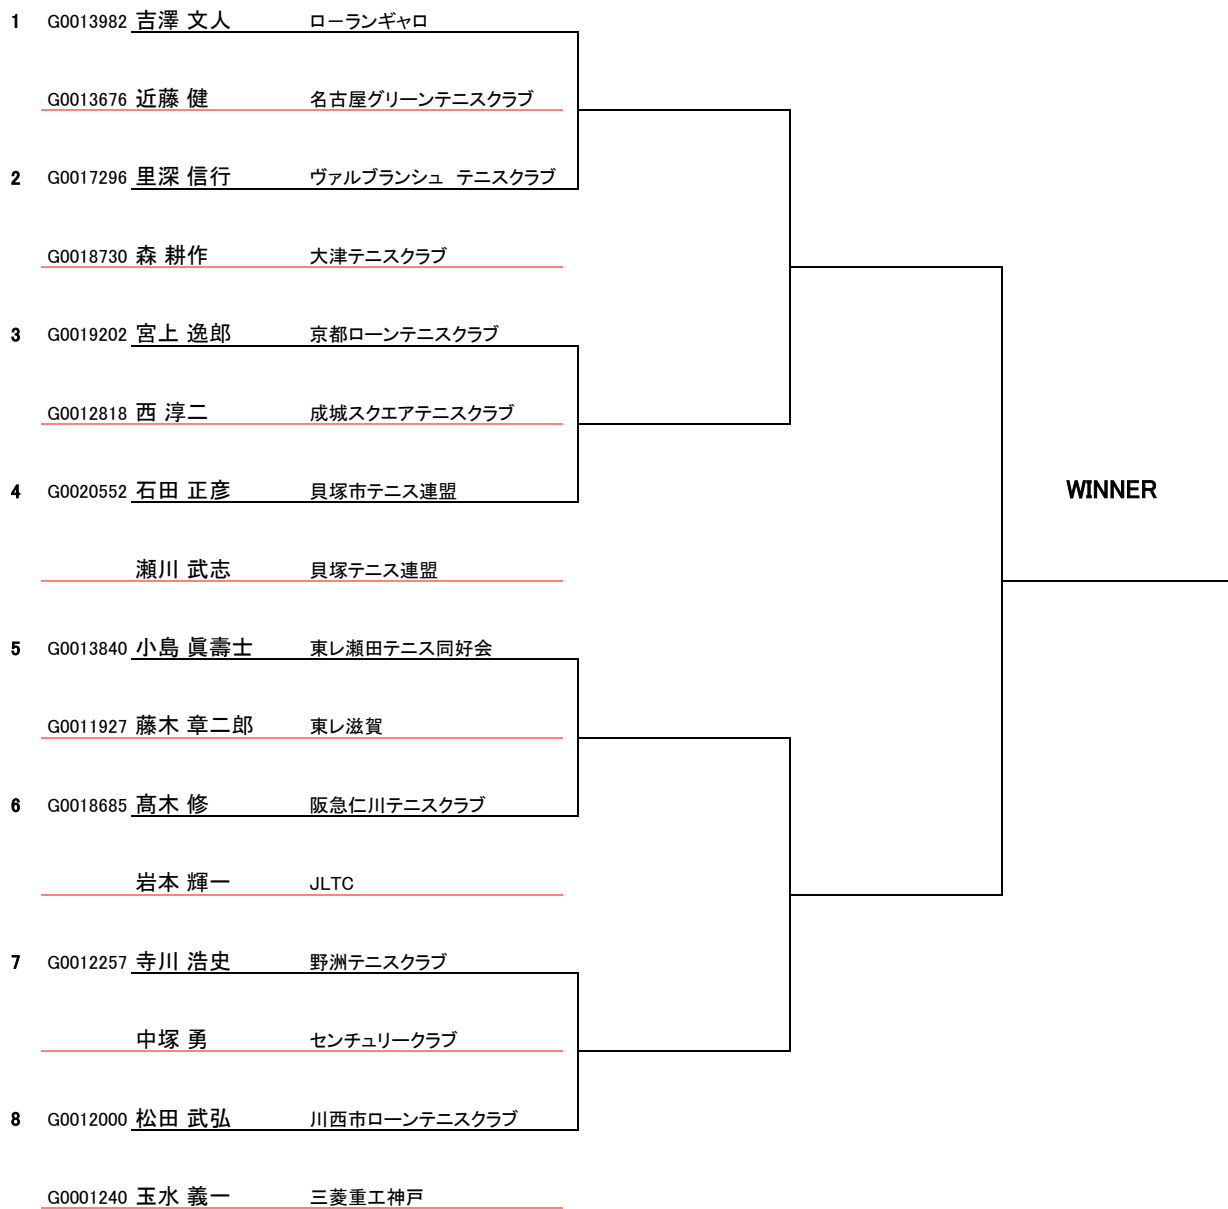 1 G0013982 吉澤 文人 ローランギャロ
G0013676 近藤 健 名古屋グリーンテニスクラブ
2 G0017296 里深 信行 ヴァルブランシュ　テニスクラブ
G0018730 森 耕作 大津テニスクラブ
3 G0019202 宮上 逸郎 京都ローンテニスクラブ
G0012818 西 淳二 成城スクエアテニスクラブ
4 G0020552 石田 正彦 貝塚市テニス連盟
WINNER
瀬川 武志 貝塚テニス連盟
5 G0013840 小島 眞壽士 東レ瀬田テニス同好会
G0011927 藤木 章二郎 東レ滋賀
6 G0018685 髙木 修 阪急仁川テニスクラブ
岩本 輝一 JLTC
7 G0012257 寺川 浩史 野洲テニスクラブ
中塚 勇 センチュリークラブ
8 G0012000 松田 武弘 川西市ローンテニスクラブ
G0001240 玉水 義一 三菱重工神戸